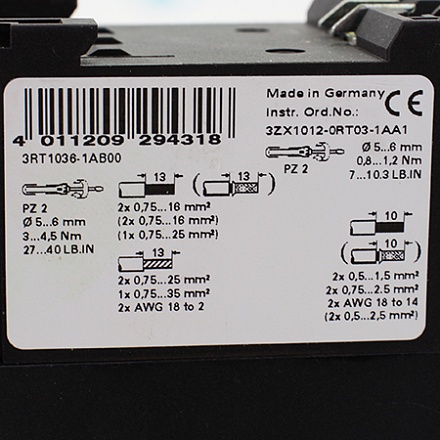 Made in Germany
Instr. Ord.No.:
CE
3ZX1012-0RT03-1AA1
4 011209 294318
3RT1036-1AB00
PZ 2
Ø 5...6 mm
3...4,5 Nm
27...40 LB.IN
13
( 13 )
2x 0,75...16 mm²
(2x 0,75...16 mm²)
(1x 0,75...25 mm²)
13
2x 0,75...25 mm²
1x 0,75...35 mm²
2x AWG 18 to 2
PZ 2
Ø 5...6 mm
0,8...1,2 Nm
7...10.3 LB.IN
10
( 10 )
2x 0,5...1,5 mm²
2x 0,75...2.5 mm²
2x AWG 18 to 14
(2x 0,5...2,5 mm²)